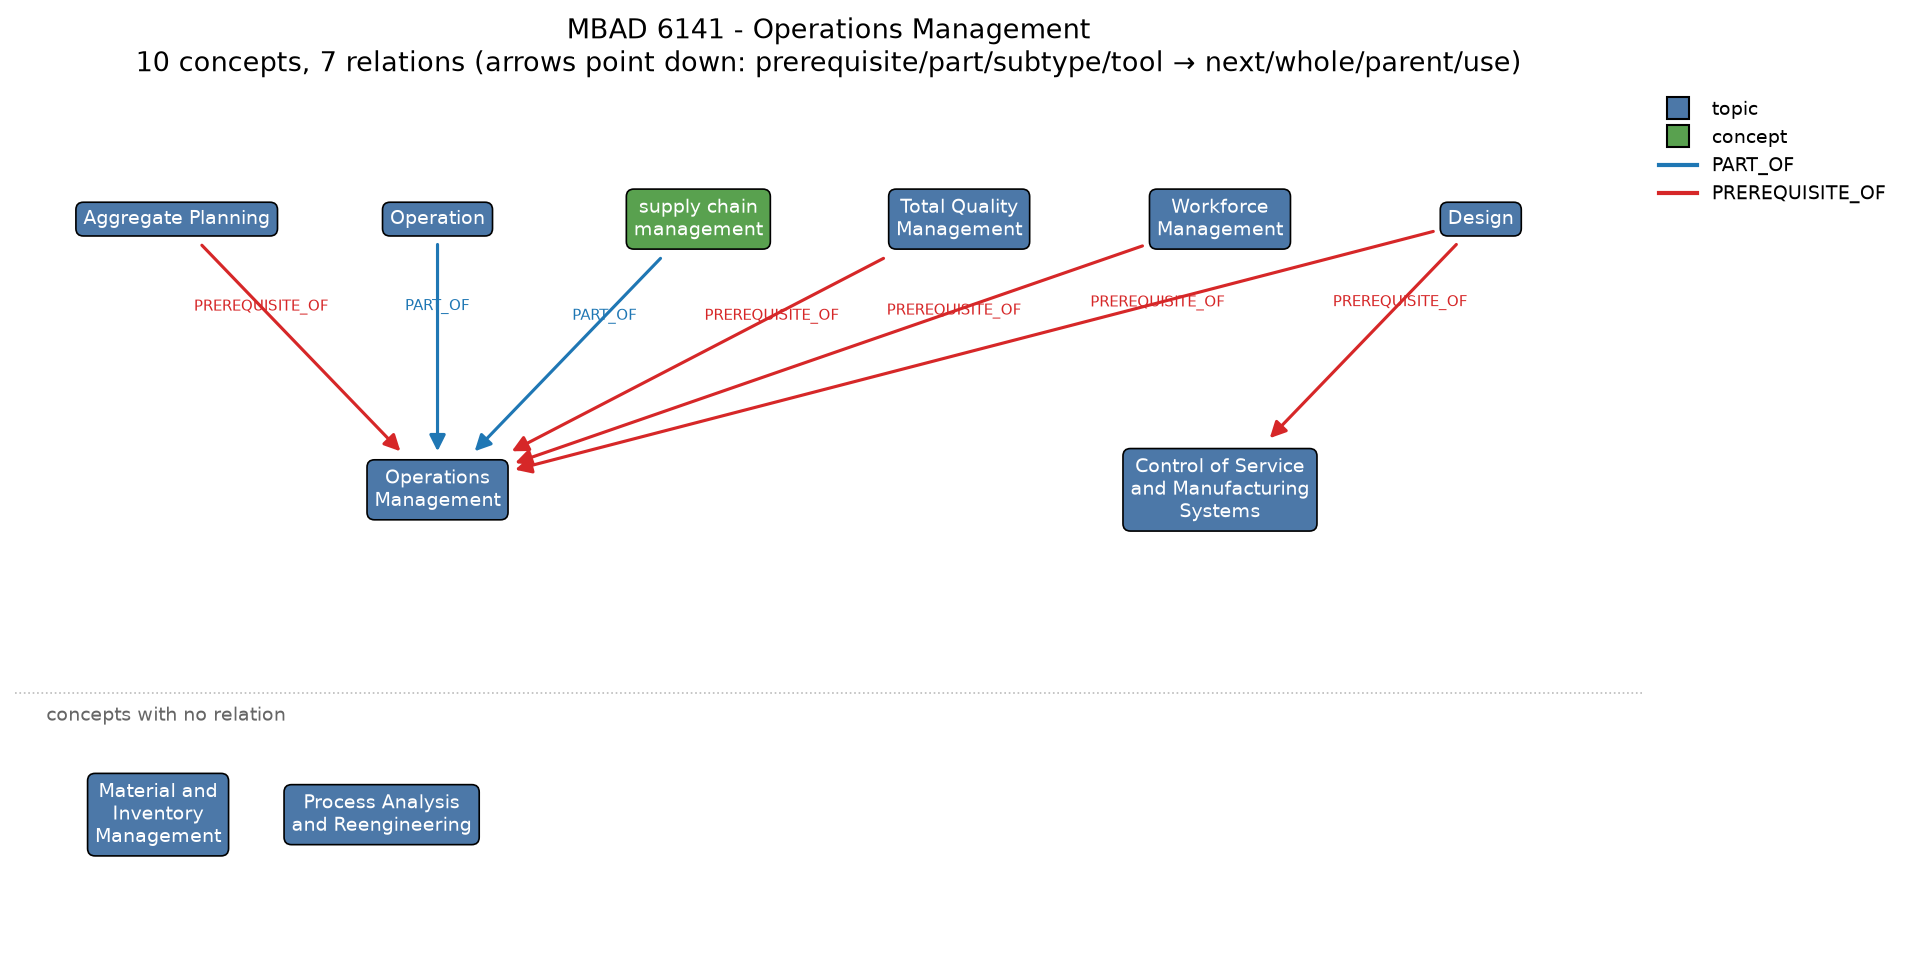 MBAD 6141 - Operations Management
10 concepts, 7 relations (arrows point down: prerequisite/part/subtype/tool → next/whole/parent/use)
topic
concept
PART_OF
PREREQUISITE_OF
Aggregate Planning
Operation
supply chain
management
Total Quality
Management
Workforce
Management
Design
PREREQUISITE_OF
PART_OF
PART_OF
PREREQUISITE_OF
PREREQUISITE_OF
PREREQUISITE_OF
PREREQUISITE_OF
Operations
Management
Control of Service
and Manufacturing
Systems
concepts with no relation
Material and
Inventory
Management
Process Analysis
and Reengineering